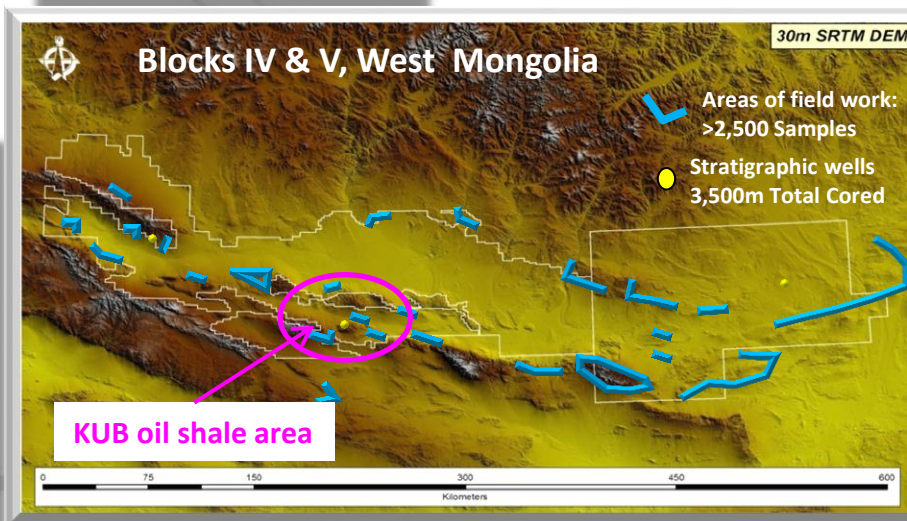 30m SRTM DEM
Blocks IV & V, West Mongolia
Areas of field work:
>2,500 Samples
Stratigraphic wells
3,500m Total Cored
KUB oil shale area
0 75 150 300 450 600
Kilometers